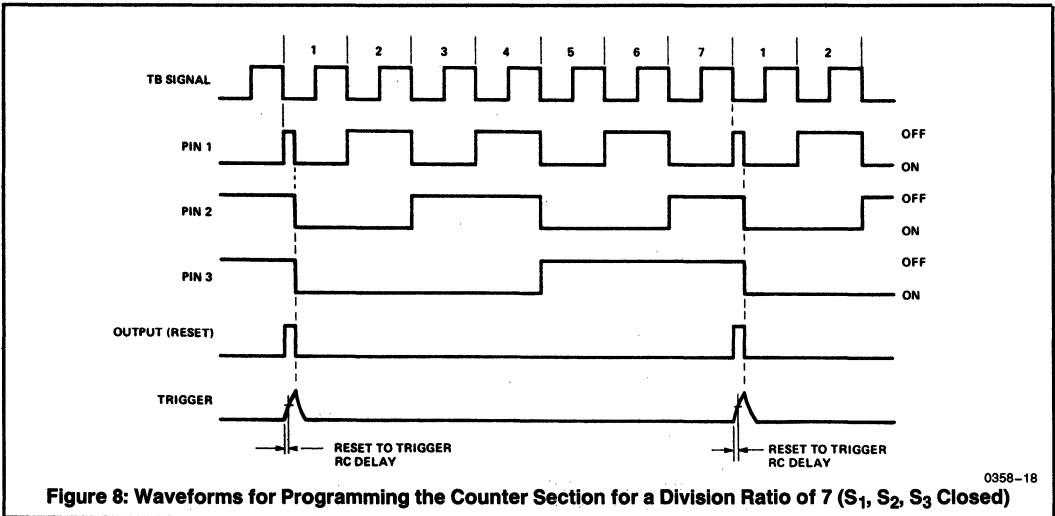 1 2 3 4 5 6 7 1 2
TB SIGNAL
PIN 1
OFF
ON
PIN 2
OFF
ON
PIN 3
OFF
ON
OUTPUT (RESET)
TRIGGER
RESET TO TRIGGER
RC DELAY
RESET TO TRIGGER
RC DELAY
0358–18
Figure 8: Waveforms for Programming the Counter Section for a Division Ratio of 7 (S₁, S₂, S₃ Closed)